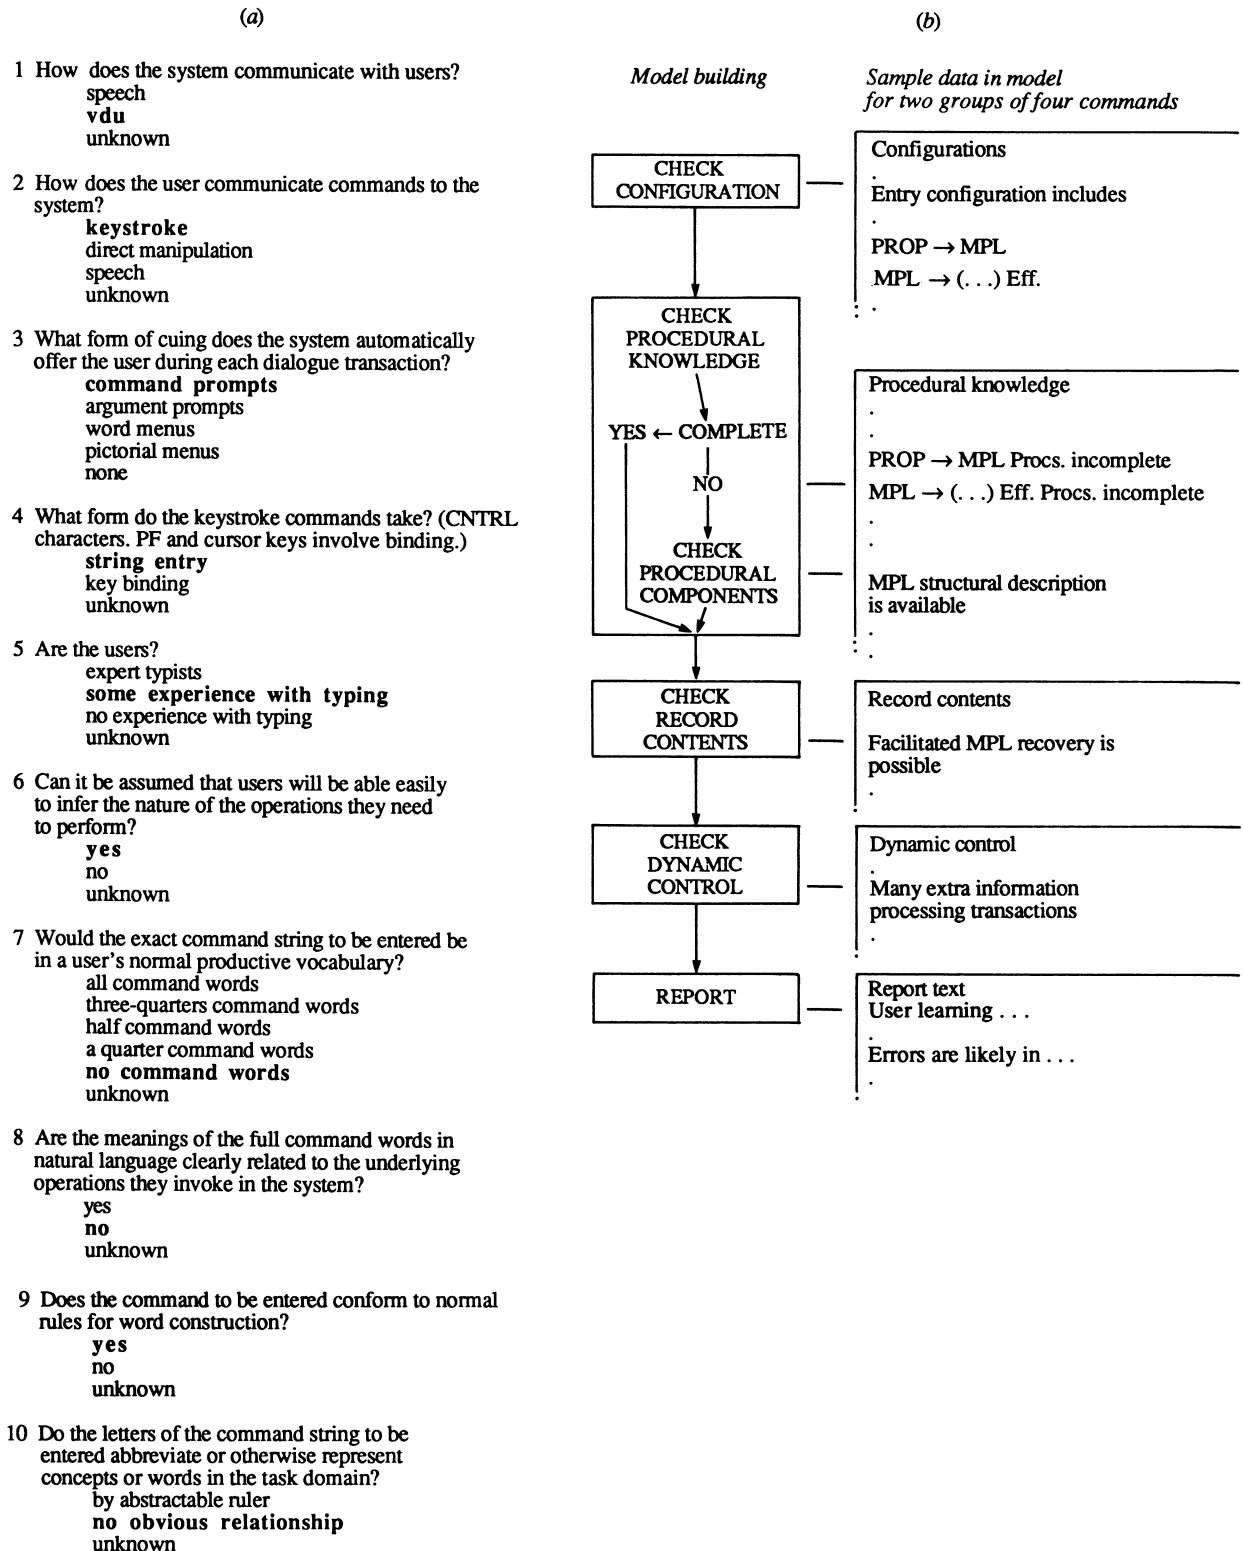 (a)
1 How does the system communicate with users?
speech
vdu
unknown
2 How does the user communicate commands to the
system?
keystroke
direct manipulation
speech
unknown
3 What form of cuing does the system automatically
offer the user during each dialogue transaction?
command prompts
argument prompts
word menus
pictorial menus
none
4 What form do the keystroke commands take? (CNTRL
characters. PF and cursor keys involve binding.)
string entry
key binding
unknown
5 Are the users?
expert typists
some experience with typing
no experience with typing
unknown
6 Can it be assumed that users will be able easily
to infer the nature of the operations they need
to perform?
yes
no
unknown
7 Would the exact command string to be entered be
in a user's normal productive vocabulary?
all command words
three-quarters command words
half command words
a quarter command words
no command words
unknown
8 Are the meanings of the full command words in
natural language clearly related to the underlying
operations they invoke in the system?
yes
no
unknown
9 Does the command to be entered conform to normal
rules for word construction?
yes
no
unknown
10 Do the letters of the command string to be
entered abbreviate or otherwise represent
concepts or words in the task domain?
by abstractable ruler
no obvious relationship
unknown
(b)
Model building
CHECK
CONFIGURATION
CHECK
PROCEDURAL
KNOWLEDGE
YES ← COMPLETE
NO
CHECK
PROCEDURAL
COMPONENTS
CHECK
RECORD
CONTENTS
CHECK
DYNAMIC
CONTROL
REPORT
Sample data in model
for two groups of four commands
Configurations
.
Entry configuration includes
.
PROP → MPL
MPL → (. . .) Eff.
.
Procedural knowledge
.
.
PROP → MPL Procs. incomplete
MPL → (. . .) Eff. Procs. incomplete
.
.
MPL structural description
is available
.
.
Record contents
Facilitated MPL recovery is
possible
.
Dynamic control
.
Many extra information
processing transactions
.
Report text
User learning . . .
.
Errors are likely in . . .
.